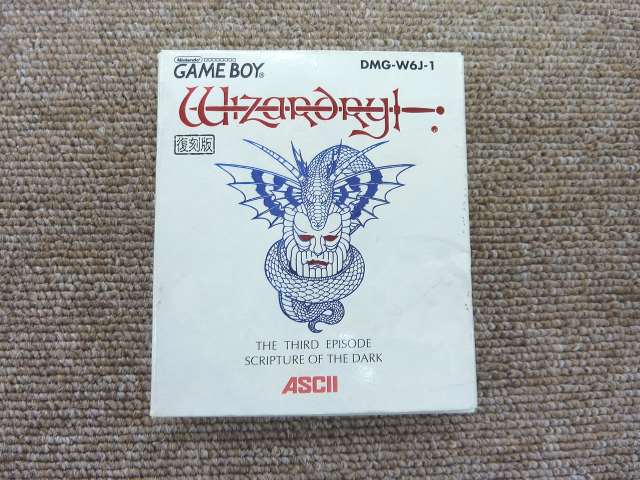 Nintendo
GAME BOY®
DMG-W6J-1
Wizardry
復刻版
THE THIRD EPISODE
SCRIPTURE OF THE DARK
ASCII